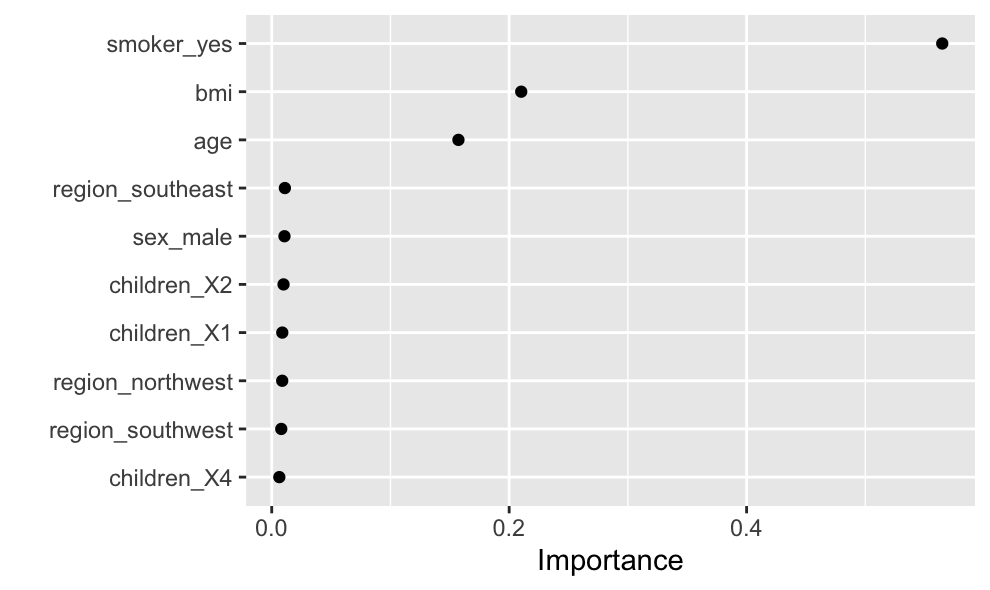 smoker_yes
bmi
age
region_southeast
sex_male
children_X2
children_X1
region_northwest
region_southwest
children_X4
0.0 0.2 0.4
Importance